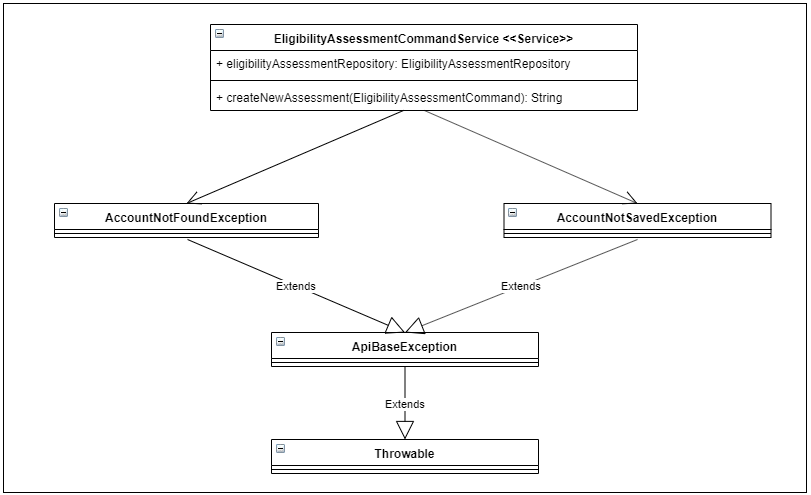 EligibilityAssessmentCommandService <<Service>>
+ eligibilityAssessmentRepository: EligibilityAssessmentRepository
+ createNewAssessment(EligibilityAssessmentCommand): String
AccountNotFoundException
AccountNotSavedException
Extends
Extends
ApiBaseException
Extends
Throwable